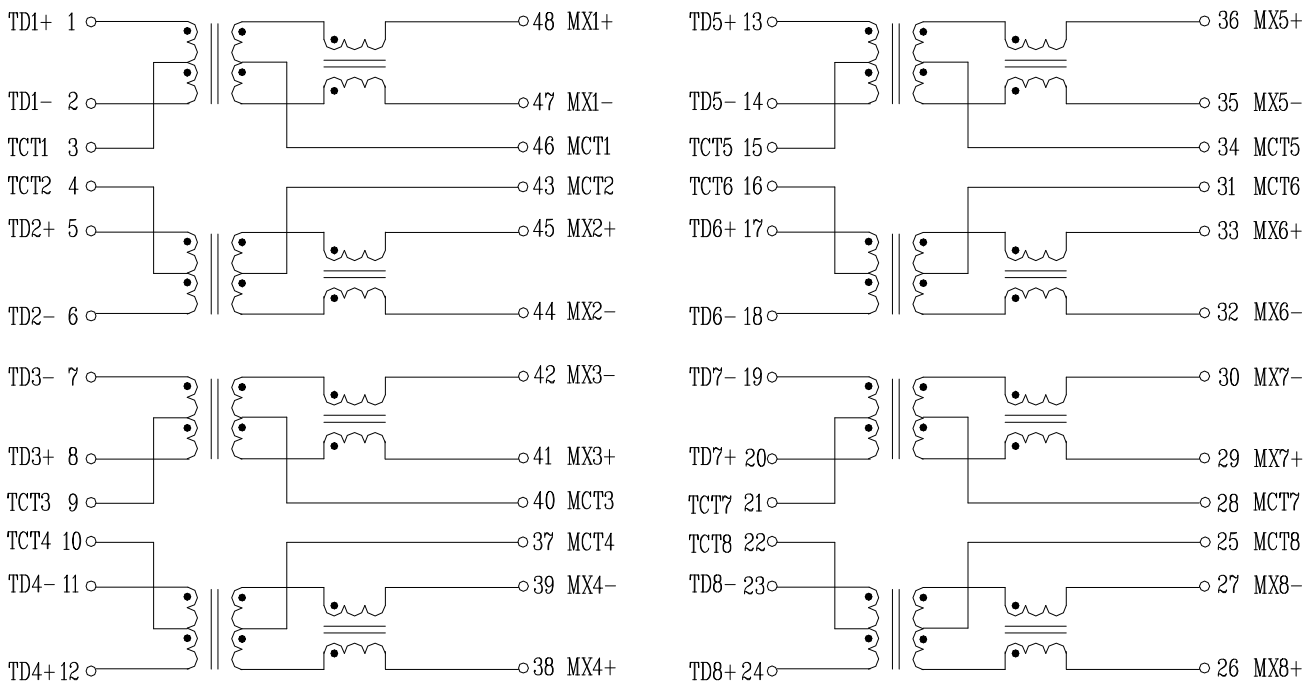 TD1+ 1 48 MX1+
TD1- 2 47 MX1-
TCT1 3 46 MCT1
TCT2 4 43 MCT2
TD2+ 5 45 MX2+
TD2- 6 44 MX2-
TD3- 7 42 MX3-
TD3+ 8 41 MX3+
TCT3 9 40 MCT3
TCT4 10 37 MCT4
TD4- 11 39 MX4-
TD4+ 12 38 MX4+
TD5+ 13 36 MX5+
TD5- 14 35 MX5-
TCT5 15 34 MCT5
TCT6 16 31 MCT6
TD6+ 17 33 MX6+
TD6- 18 32 MX6-
TD7- 19 30 MX7-
TD7+ 20 29 MX7+
TCT7 21 28 MCT7
TCT8 22 25 MCT8
TD8- 23 27 MX8-
TD8+ 24 26 MX8+